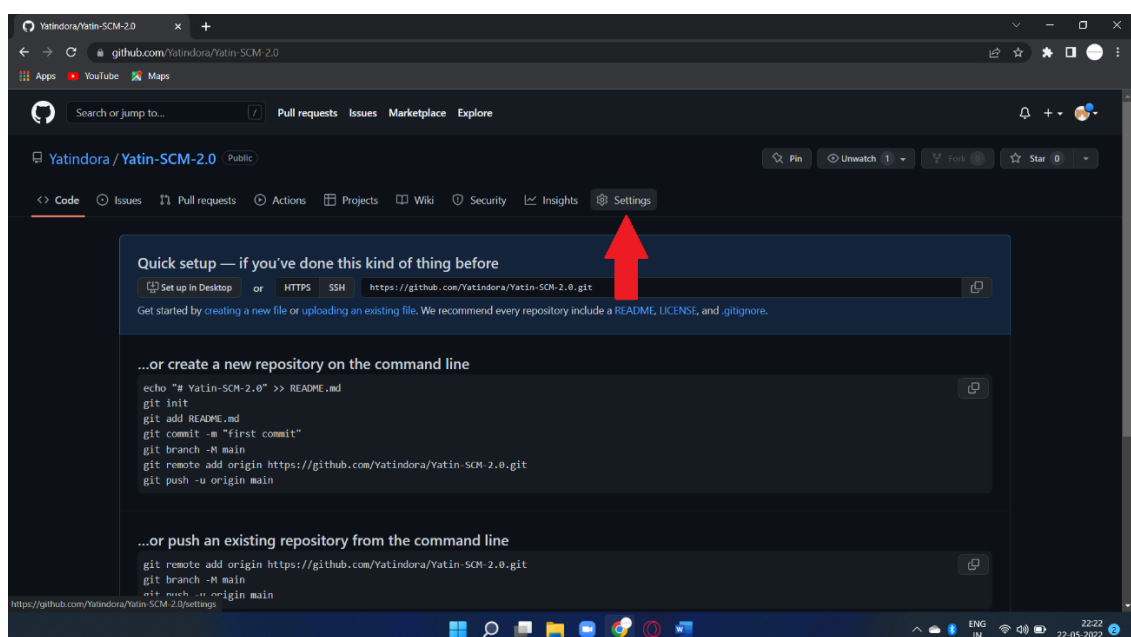 Yatindora/Yatin-SCM-2.0
github.com/Yatindora/Yatin-SCM-2.0
Apps YouTube Maps
Search or jump to... / Pull requests Issues Marketplace Explore
Yatindora / Yatin-SCM-2.0 Public Pin Unwatch 1 Fork 0 Star 0
Code Issues Pull requests Actions Projects Wiki Security Insights Settings
Quick setup — if you've done this kind of thing before
Set up in Desktop or HTTPS SSH https://github.com/Yatindora/Yatin-SCM-2.0.git
Get started by creating a new file or uploading an existing file. We recommend every repository include a README, LICENSE, and .gitignore.
...or create a new repository on the command line
echo "# Yatin-SCM-2.0" >> README.md
git init
git add README.md
git commit -m "first commit"
git branch -M main
git remote add origin https://github.com/Yatindora/Yatin-SCM-2.0.git
git push -u origin main
...or push an existing repository from the command line
git remote add origin https://github.com/Yatindora/Yatin-SCM-2.0.git
git branch -M main
git push -u origin main
https://github.com/Yatindora/Yatin-SCM-2.0/settings
ENG
IN
22:22
22-05-2022
2